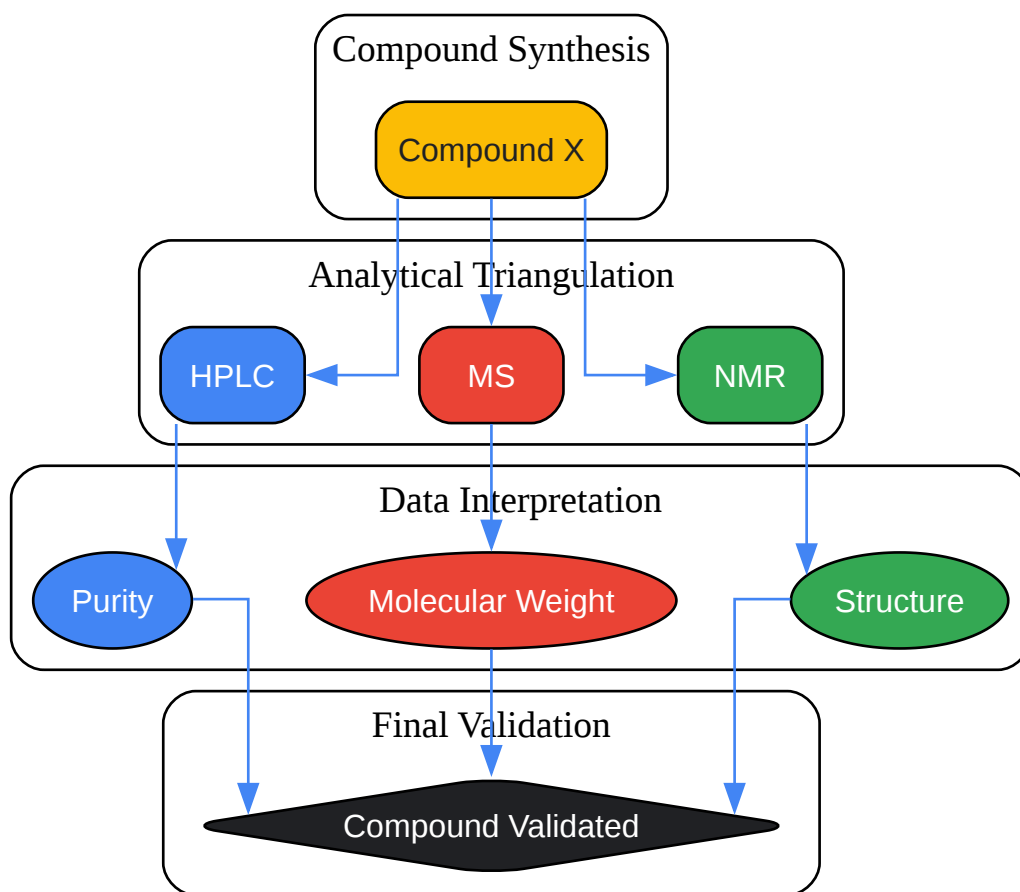 Compound Synthesis
Compound X
Analytical Triangulation
HPLC
MS
NMR
Data Interpretation
Purity
Molecular Weight
Structure
Final Validation
Compound Validated